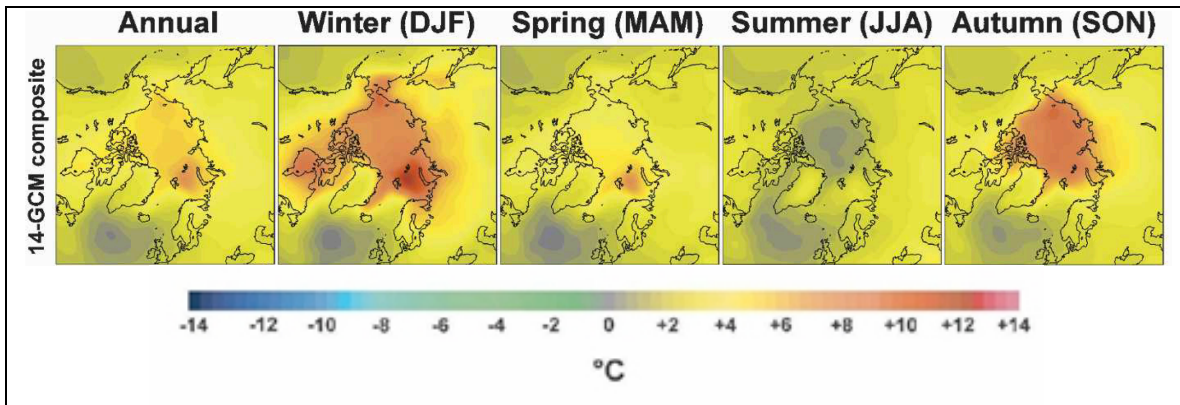 Annual Winter (DJF) Spring (MAM) Summer (JJA) Autumn (SON)
14-GCM composite
-14 -12 -10 -8 -6 -4 -2 0 +2 +4 +6 +8 +10 +12 +14
°C